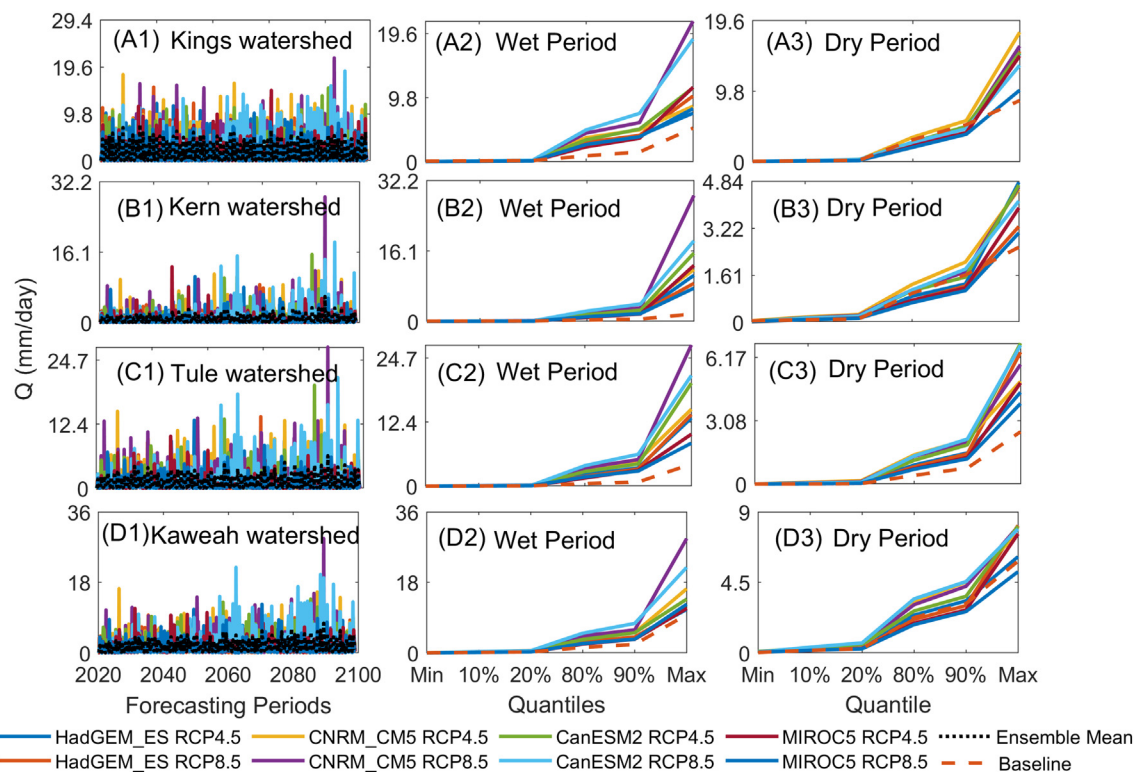 29.4
19.6
9.8
0
(A1) Kings watershed
19.6
9.8
0
(A2) Wet Period
19.6
9.8
0
(A3) Dry Period
32.2
16.1
0
(B1) Kern watershed
32.2
16.1
0
(B2) Wet Period
4.84
3.22
1.61
0
(B3) Dry Period
Q (mm/day)
24.7
12.4
0
(C1) Tule watershed
24.7
12.4
0
(C2) Wet Period
6.17
3.08
0
(C3) Dry Period
36
18
0
(D1) Kaweah watershed
36
18
0
(D2) Wet Period
9
4.5
0
(D3) Dry Period
2020 2040 2060 2080 2100
Min 10% 20% 80% 90% Max
Min 10% 20% 80% 90% Max
Forecasting Periods
Quantiles
Quantile
HadGEM_ES RCP4.5
CNRM_CM5 RCP4.5
CanESM2 RCP4.5
MIROC5 RCP4.5
Ensemble Mean
HadGEM_ES RCP8.5
CNRM_CM5 RCP8.5
CanESM2 RCP8.5
MIROC5 RCP8.5
Baseline